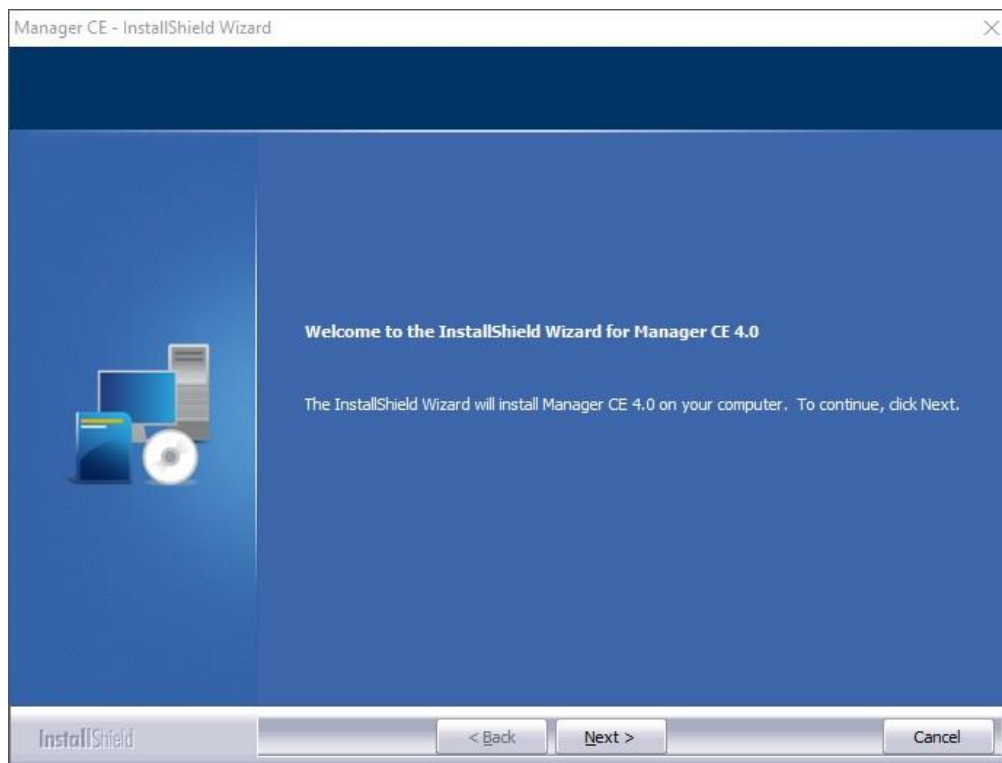 Manager CE - InstallShield Wizard
Welcome to the InstallShield Wizard for Manager CE 4.0
The InstallShield Wizard will install Manager CE 4.0 on your computer.  To continue, click Next.
InstallShield
< Back
Next >
Cancel